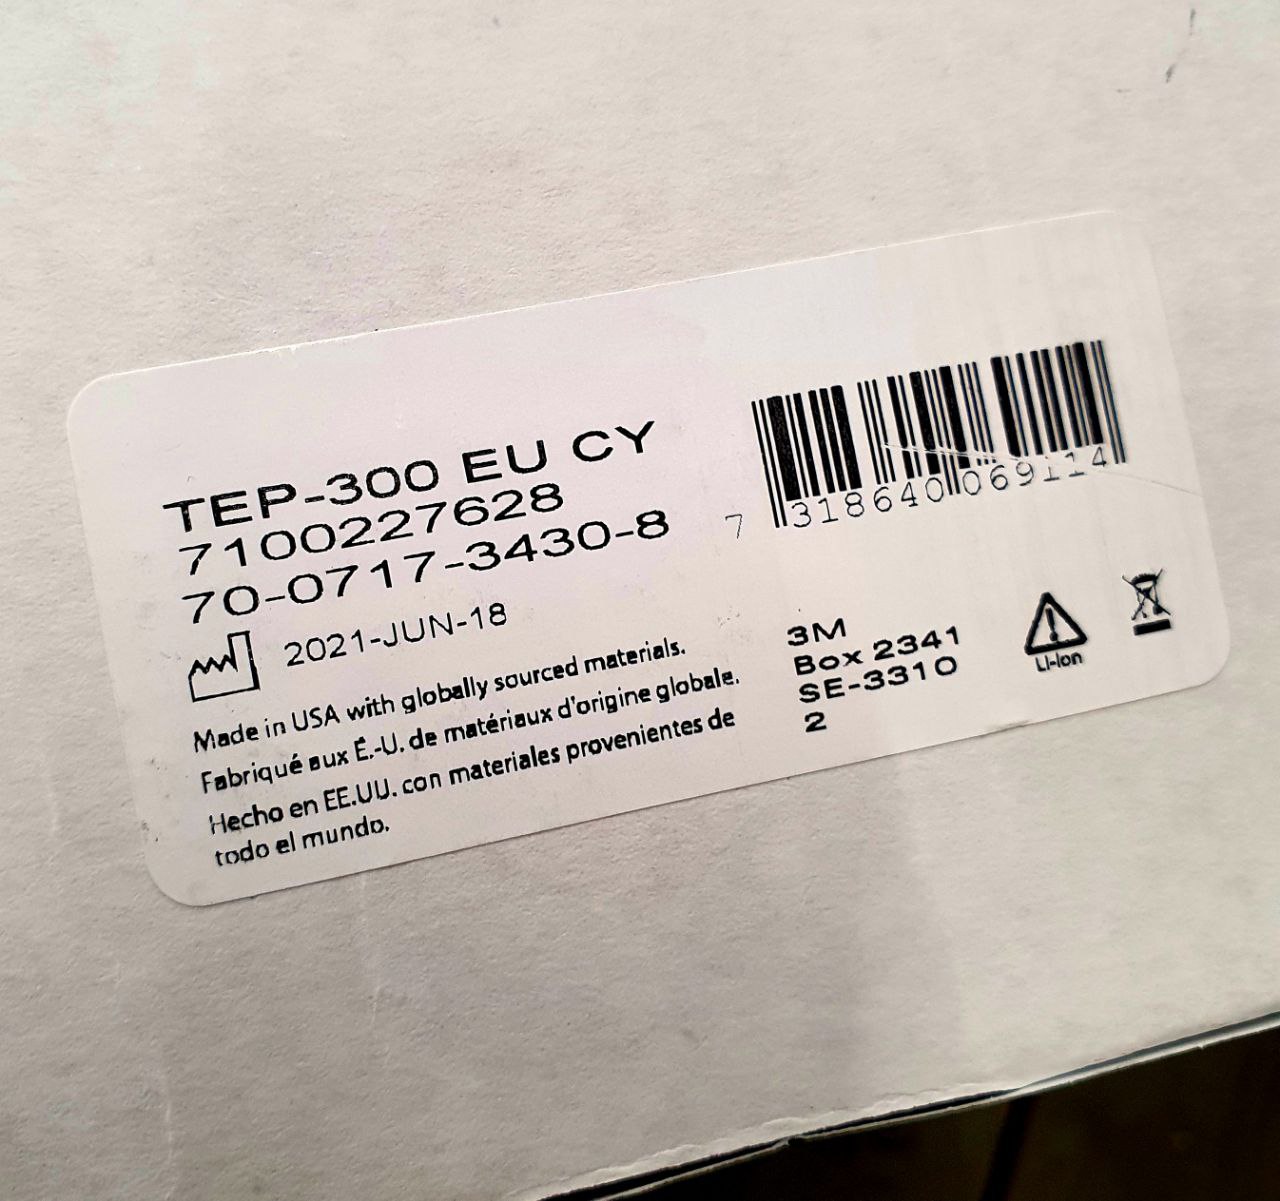 TEP-300 EU CY
7100227628
70-0717-3430-8
2021-JUN-18
Made in USA with globally sourced materials.
Fabriqué aux É.-U. de matériaux d'origine globale.
Hecho en EE.UU. con materiales provenientes de
todo el mundo.
7 318640 069114
3M
Box 2341
SE-3310
2
Li-Ion